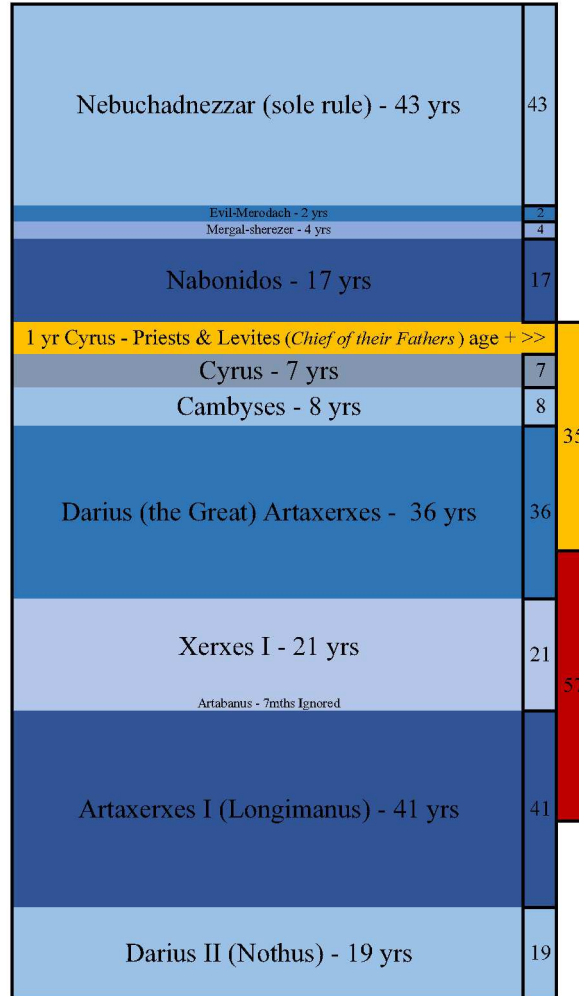 Nebuchadnezzar (sole rule) - 43 yrs 43
Evil-Merodach - 2 yrs 2
Mergal-sherezer - 4 yrs 4
Nabonidos - 17 yrs 17
1 yr Cyrus - Priests & Levites (Chief of their Fathers) age + >>
Cyrus - 7 yrs 7
Cambyses - 8 yrs 8
35
Darius (the Great) Artaxerxes - 36 yrs 36
Xerxes I - 21 yrs 21
57
Artabanus - 7mths Ignored
Artaxerxes I (Longimanus) - 41 yrs 41
Darius II (Nothus) - 19 yrs 19